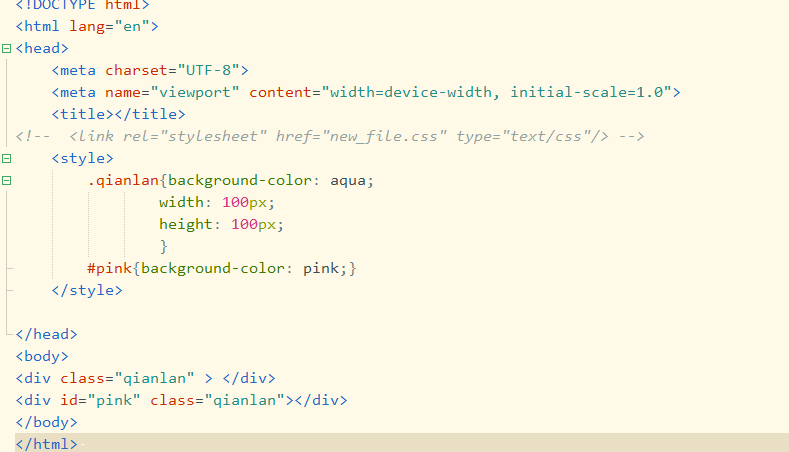 <!DOCTYPE html>
<html lang="en">
<head>
<meta charset="UTF-8">
<meta name="viewport" content="width=device-width, initial-scale=1.0">
<title></title>
<!--  <link rel="stylesheet" href="new_file.css" type="text/css"/> -->
<style>
.qianlan{background-color: aqua;
width: 100px;
height: 100px;
}
#pink{background-color: pink;}
</style>
</head>
<body>
<div class="qianlan" > </div>
<div id="pink" class="qianlan"></div>
</body>
</html>